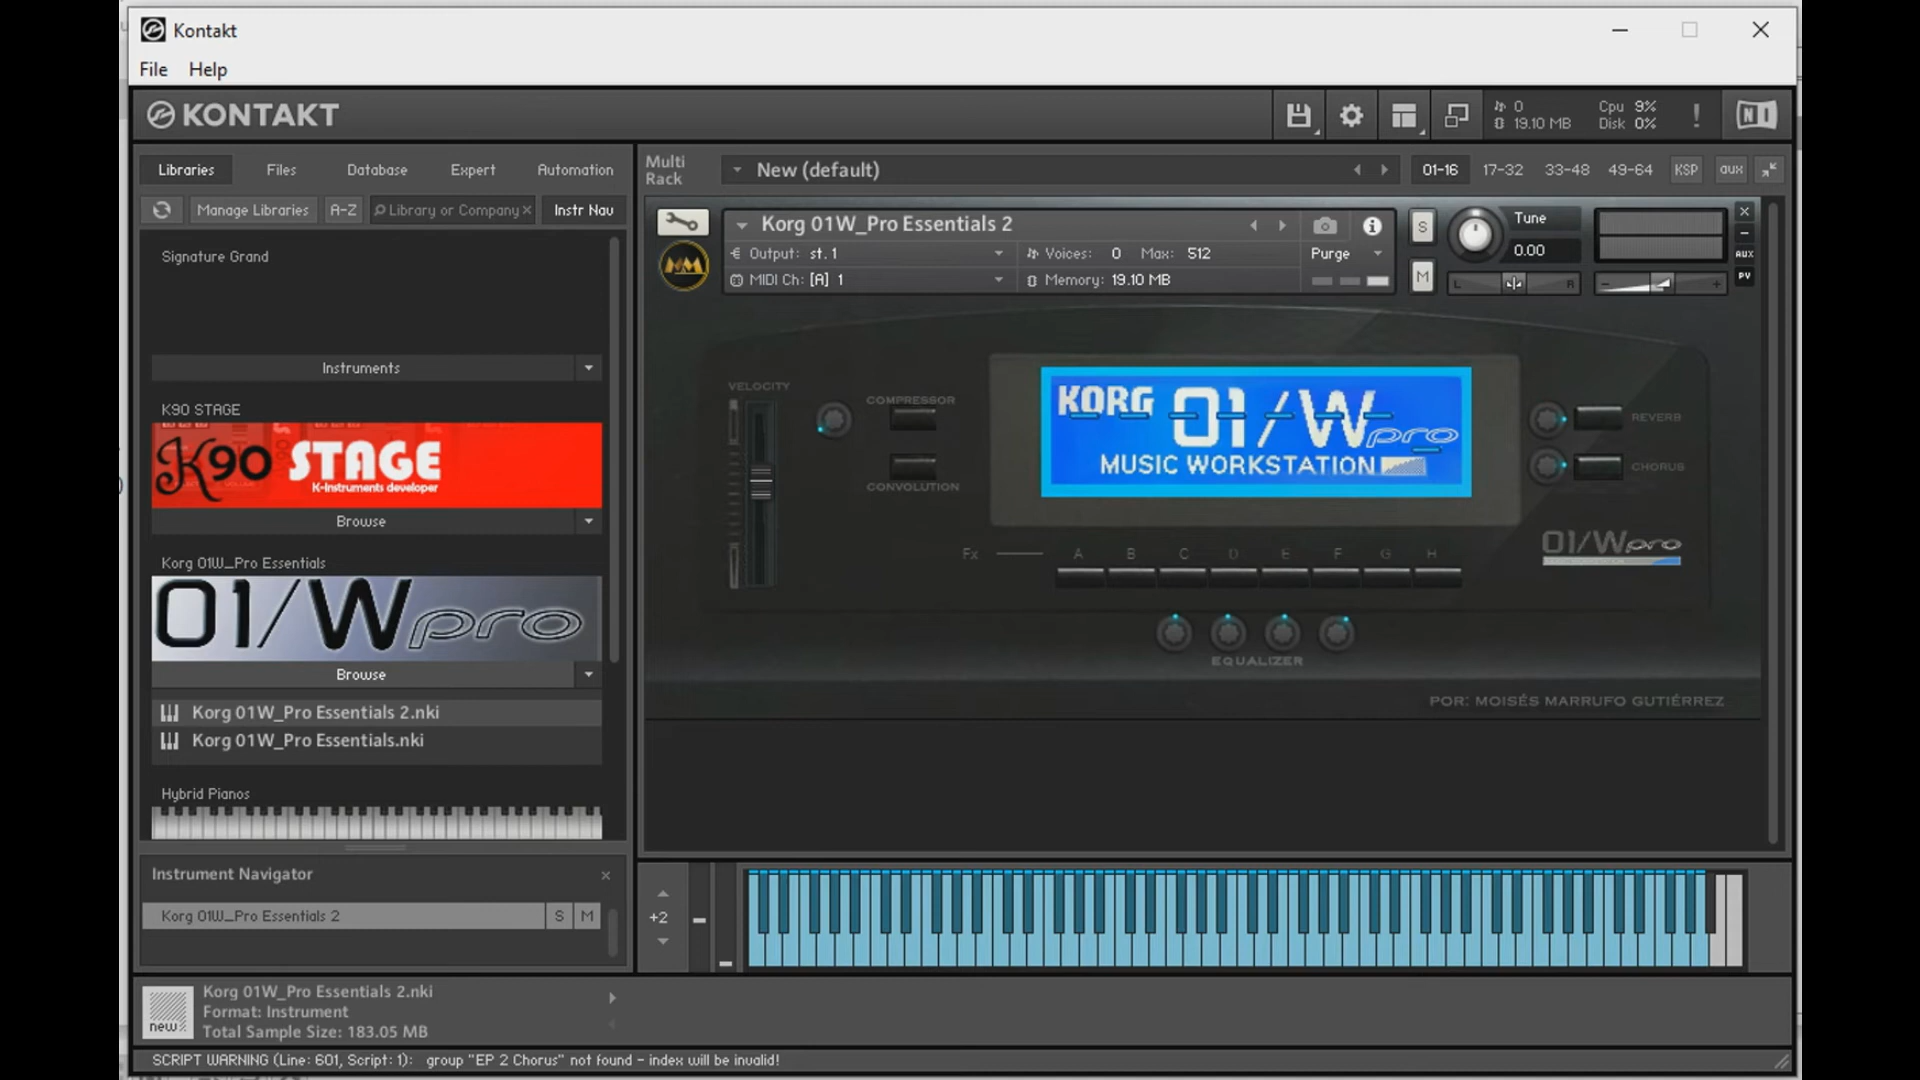 Kontakt
File Help
KONTAKT
0
19.10 MB
Cpu 9%
Disk 0%
!
NI
Libraries Files Database Expert Automation
Manage Libraries A-Z Library or Company × Instr Nav
Signature Grand
Instruments
K90 STAGE
K90 STAGE
K-Instruments developer
Browse
Korg 01W_Pro Essentials
01/W pro
Browse
Korg 01W_Pro Essentials 2.nki
Korg 01W_Pro Essentials.nki
Hybrid Pianos
Instrument Navigator ×
Korg 01W_Pro Essentials 2 S M
Multi
Rack
New (default) 01-16 17-32 33-48 49-64 KSP aux
Korg 01W_Pro Essentials 2
Output: st.1 Voices: 0 Max: 512 Purge
MIDI Ch: [A] 1 Memory: 19.10 MB
S
M
Tune
0.00
L R
- +
AUX
PV
VELOCITY
COMPRESSOR
CONVOLUTION
KORG 01/W pro
MUSIC WORKSTATION
REVERB
CHORUS
01/W pro
Fx A B C D E F G H
EQUALIZER
POR: MOISÉS MARRUFO GUTIÉRREZ
+2
new
Korg 01W_Pro Essentials 2.nki
Format: Instrument
Total Sample Size: 183.05 MB
SCRIPT WARNING (Line: 601, Script: 1): group "EP 2 Chorus" not found - index will be invalid!